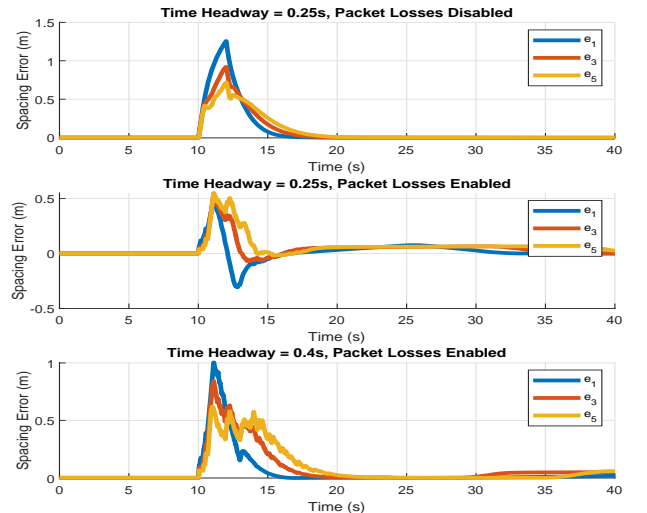 Time Headway = 0.25s, Packet Losses Disabled
Spacing Error (m)
1.5
1
0.5
0
e1
e3
e5
0 5 10 15 20 25 30 35 40
Time (s)
Time Headway = 0.25s, Packet Losses Enabled
Spacing Error (m)
0.5
0
-0.5
e1
e3
e5
0 5 10 15 20 25 30 35 40
Time (s)
Time Headway = 0.4s, Packet Losses Enabled
Spacing Error (m)
1
0.5
0
e1
e3
e5
0 5 10 15 20 25 30 35 40
Time (s)